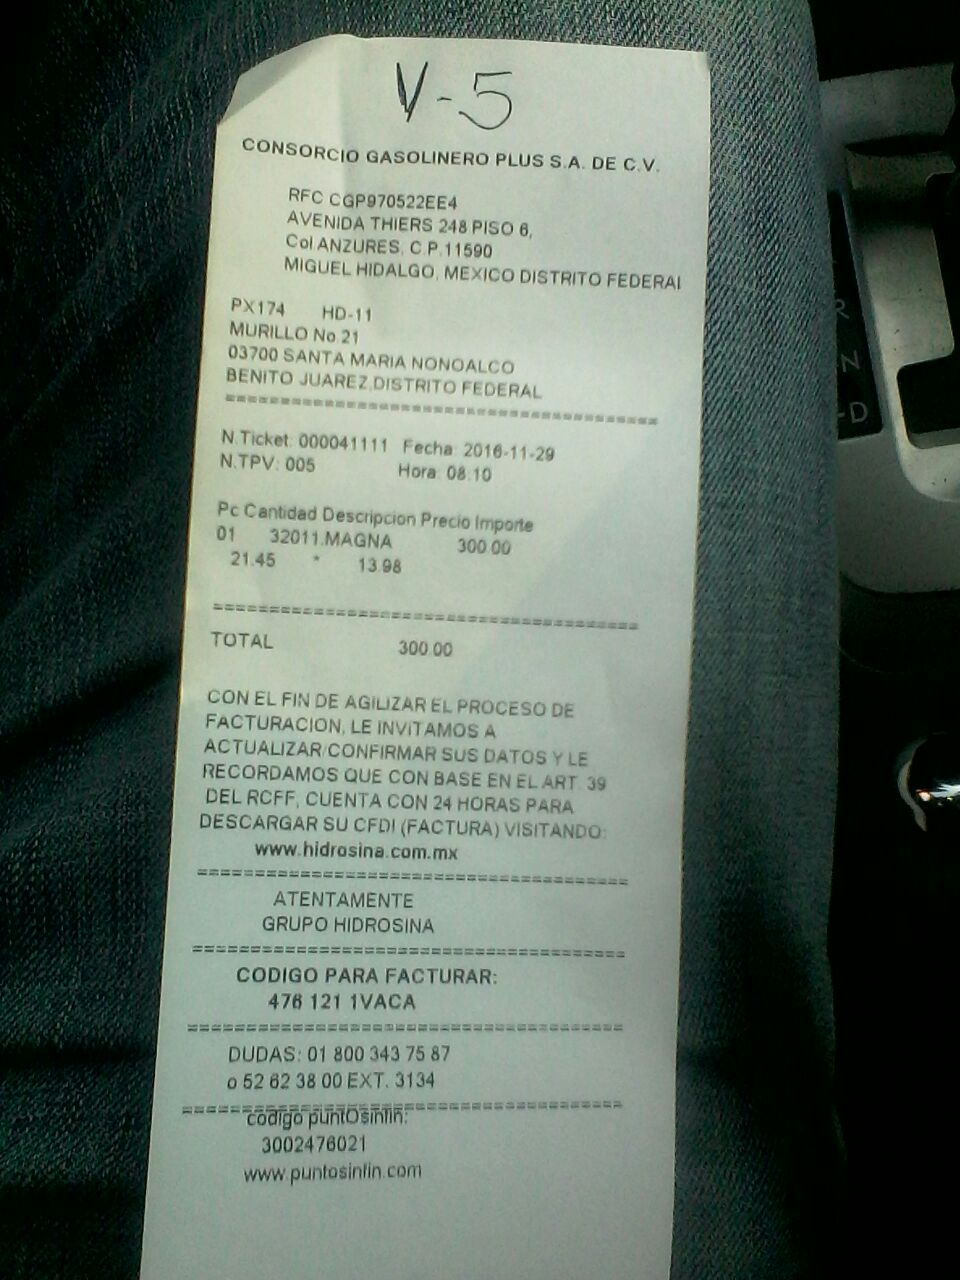 V-5
CONSORCIO GASOLINERO PLUS S.A. DE C.V.
RFC CGP970522EE4
AVENIDA THIERS 248 PISO 6,
Col.ANZURES, C.P.11590
MIGUEL HIDALGO, MEXICO DISTRITO FEDERAl
PX174 HD-11
MURILLO No 21
03700 SANTA MARIA NONOALCO
BENITO JUAREZ,DISTRITO FEDERAL
========================================
N.Ticket: 000041111 Fecha: 2016-11-29
N.TPV: 005 Hora: 08:10
Pc Cantidad Descripcion Precio Importe
01 32011.MAGNA 300.00
21.45 * 13.98
========================================
TOTAL 300.00
CON EL FIN DE AGILIZAR EL PROCESO DE
FACTURACION, LE INVITAMOS A
ACTUALIZAR/CONFIRMAR SUS DATOS Y LE
RECORDAMOS QUE CON BASE EN EL ART. 39
DEL RCFF, CUENTA CON 24 HORAS PARA
DESCARGAR SU CFDI (FACTURA) VISITANDO:
www.hidrosina.com.mx
========================================
ATENTAMENTE
GRUPO HIDROSINA
========================================
CODIGO PARA FACTURAR:
476 121 1VACA
========================================
DUDAS: 01 800 343 75 87
o 52 62 38 00 EXT. 3134
========================================
codigo puntOsinfin:
3002476021
www.puntosinfin.com
R
N
-D